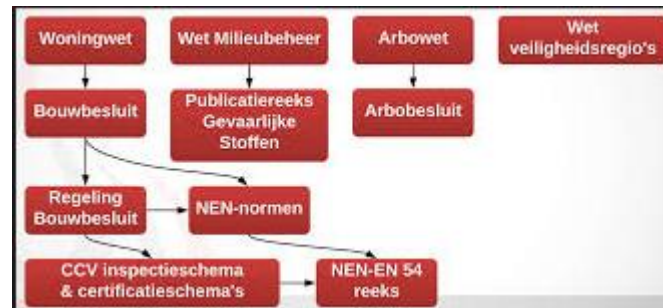 Woningwet
Wet Milieubeheer
Arbowet
Wet
veiligheidsregio's
Bouwbesluit
Publicatiereeks
Gevaarlijke
Stoffen
Arbobesluit
Regeling
Bouwbesluit
NEN-normen
CCV inspectieschema
& certificatieschema's
NEN-EN 54
reeks